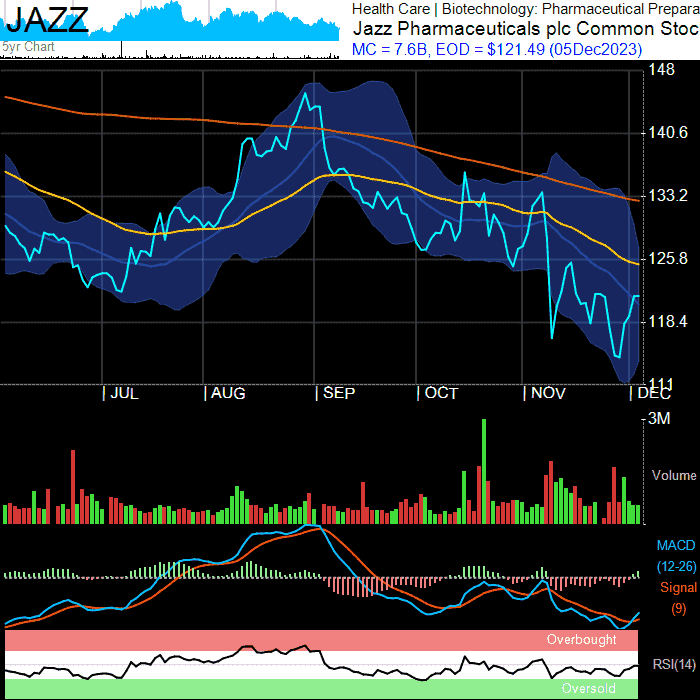 JAZZ
5yr Chart
Health Care | Biotechnology: Pharmaceutical Prepara
Jazz Pharmaceuticals plc Common Stoc
MC = 7.6B, EOD = $121.49 (05Dec2023)
148
140.6
133.2
125.8
118.4
111
JUL AUG SEP OCT NOV DEC
3M
Volume
MACD
(12-26)
Signal
(9)
Overbought
RSI(14)
Oversold